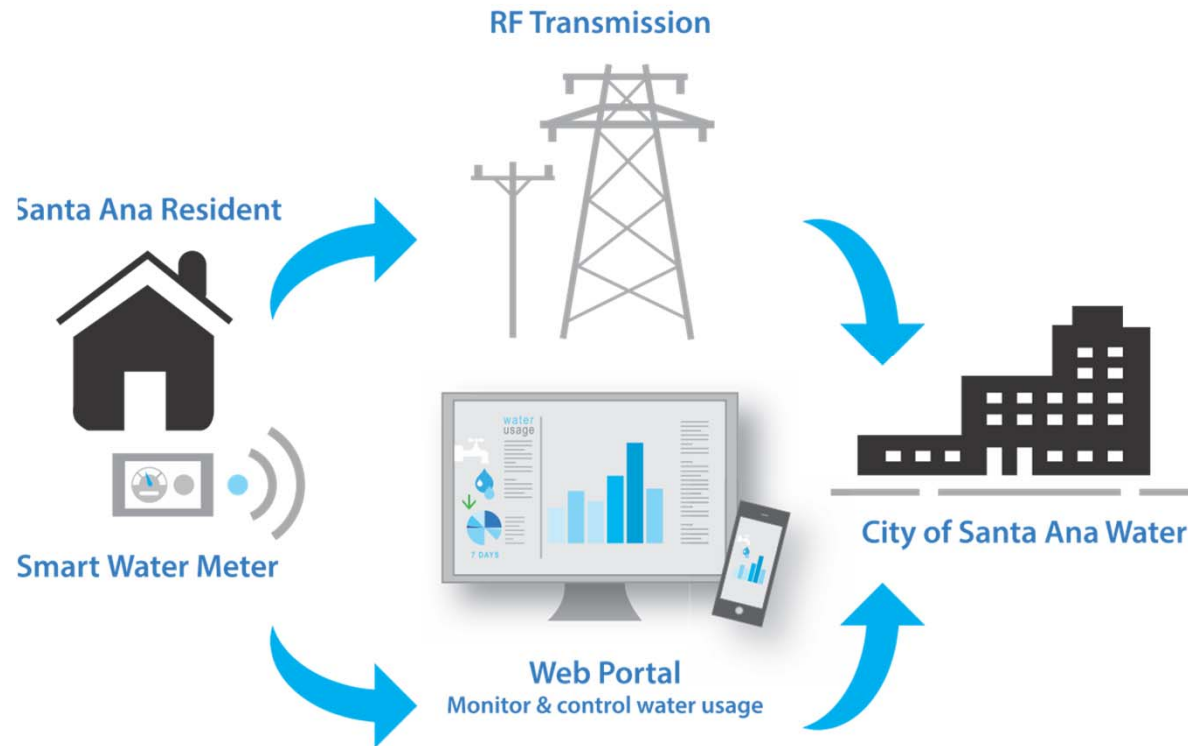 RF Transmission
Santa Ana Resident
water
usage
7 DAYS
Smart Water Meter
City of Santa Ana Water
Web Portal
Monitor & control water usage